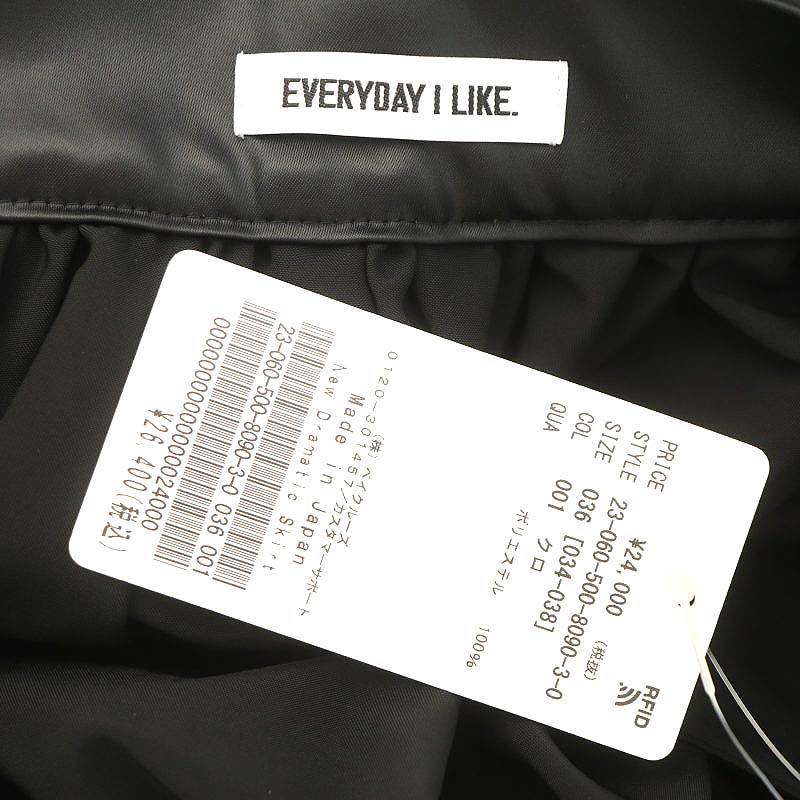 EVERYDAY I LIKE.
RFID
PRICE ¥24,000 (税抜)
STYLE 23-060-500-8090-3-0
SIZE 036 [034-038]
COL 001 クロ
QUA
ポリエステル 100%
(株)ベイクルーズ
0120-301457/カスタマーサポート
Made in Japan
New Dramatic Skirt
23-060-500-8090-3-0 036 001
0000000000000000024000
¥26,400(税込)